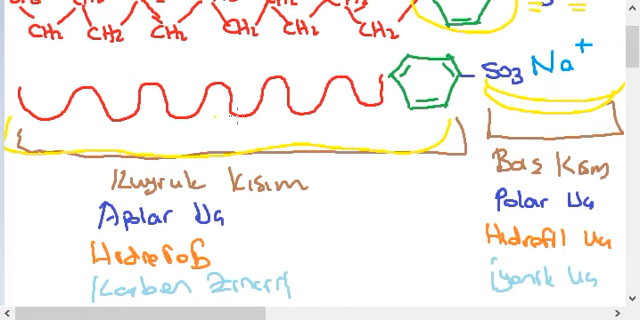 CH2 CH2 CH2 CH2 CH2 CH2
SO3 Na+
Kuyruk Kısım
Apolar Uç
Hidrofob
Karbon Zinciri
Baş Kısım
Polar Uç
Hidrofil Uç
İyonik Uç